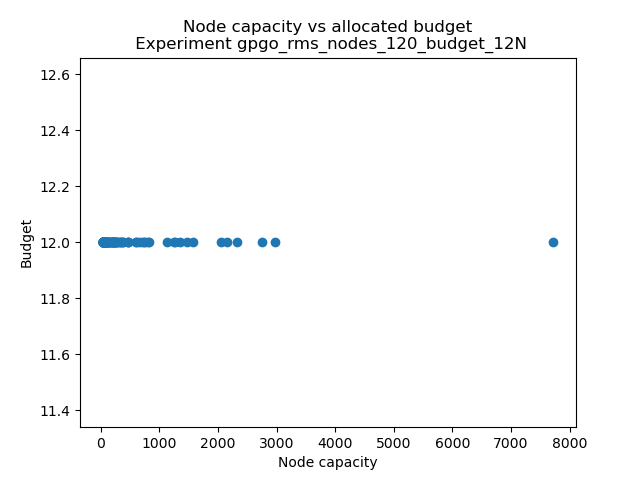 Node capacity vs allocated budget
Experiment gpgo_rms_nodes_120_budget_12N
12.6
12.4
12.2
12.0
11.8
11.6
11.4
Budget
0 1000 2000 3000 4000 5000 6000 7000 8000
Node capacity